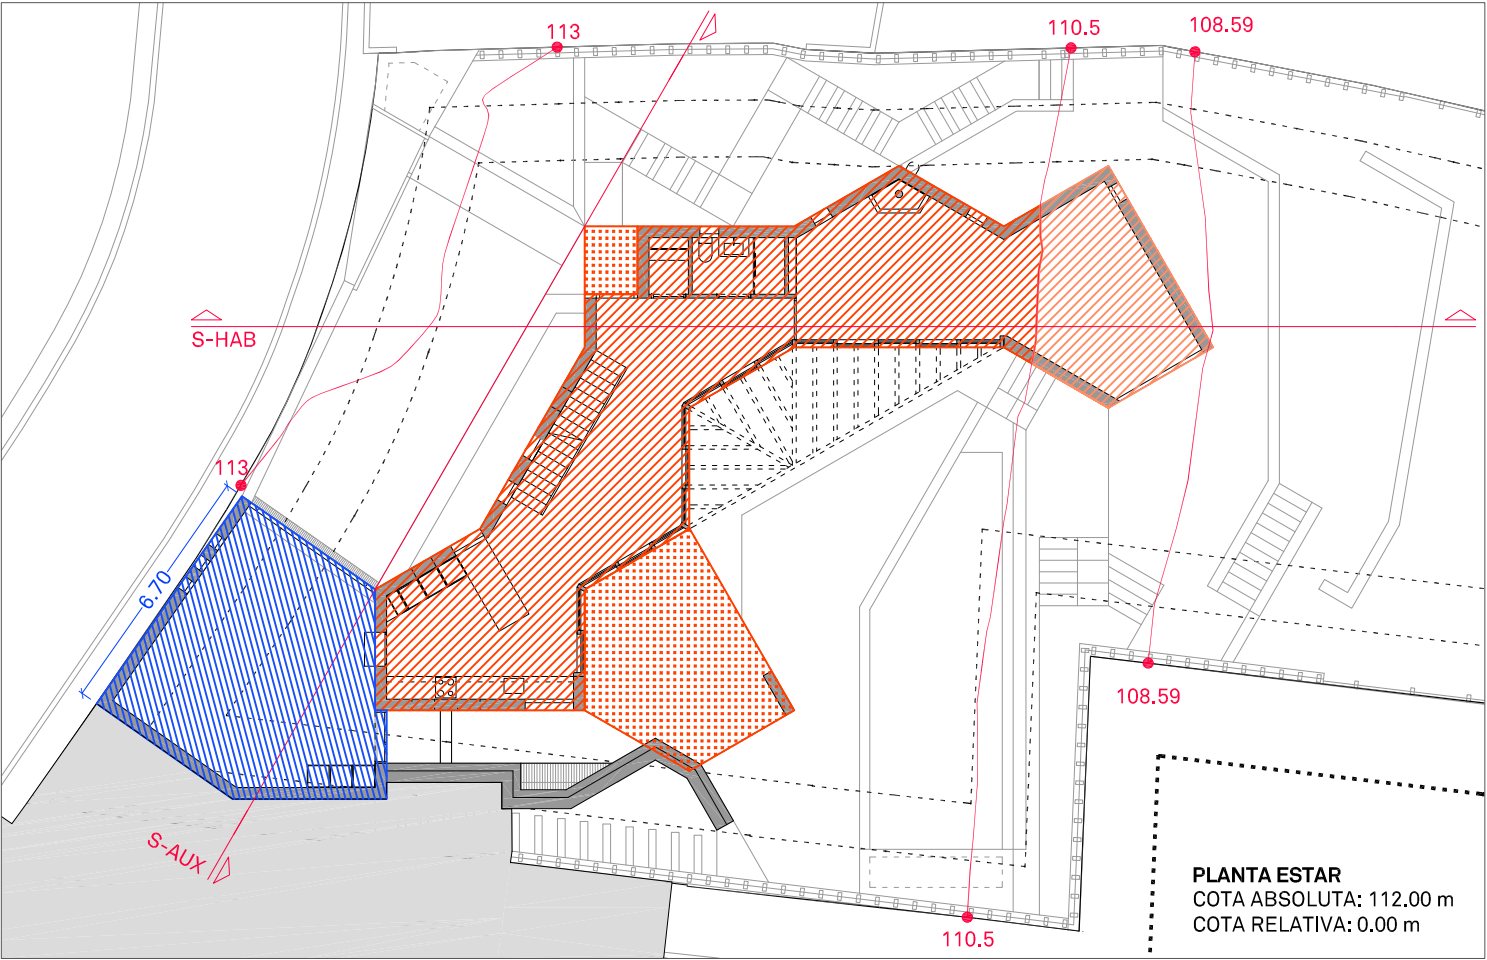 113
110.5
108.59
S-HAB
113
6.70
108.59
S-AUX
PLANTA ESTAR
COTA ABSOLUTA: 112.00 m
COTA RELATIVA: 0.00 m
110.5